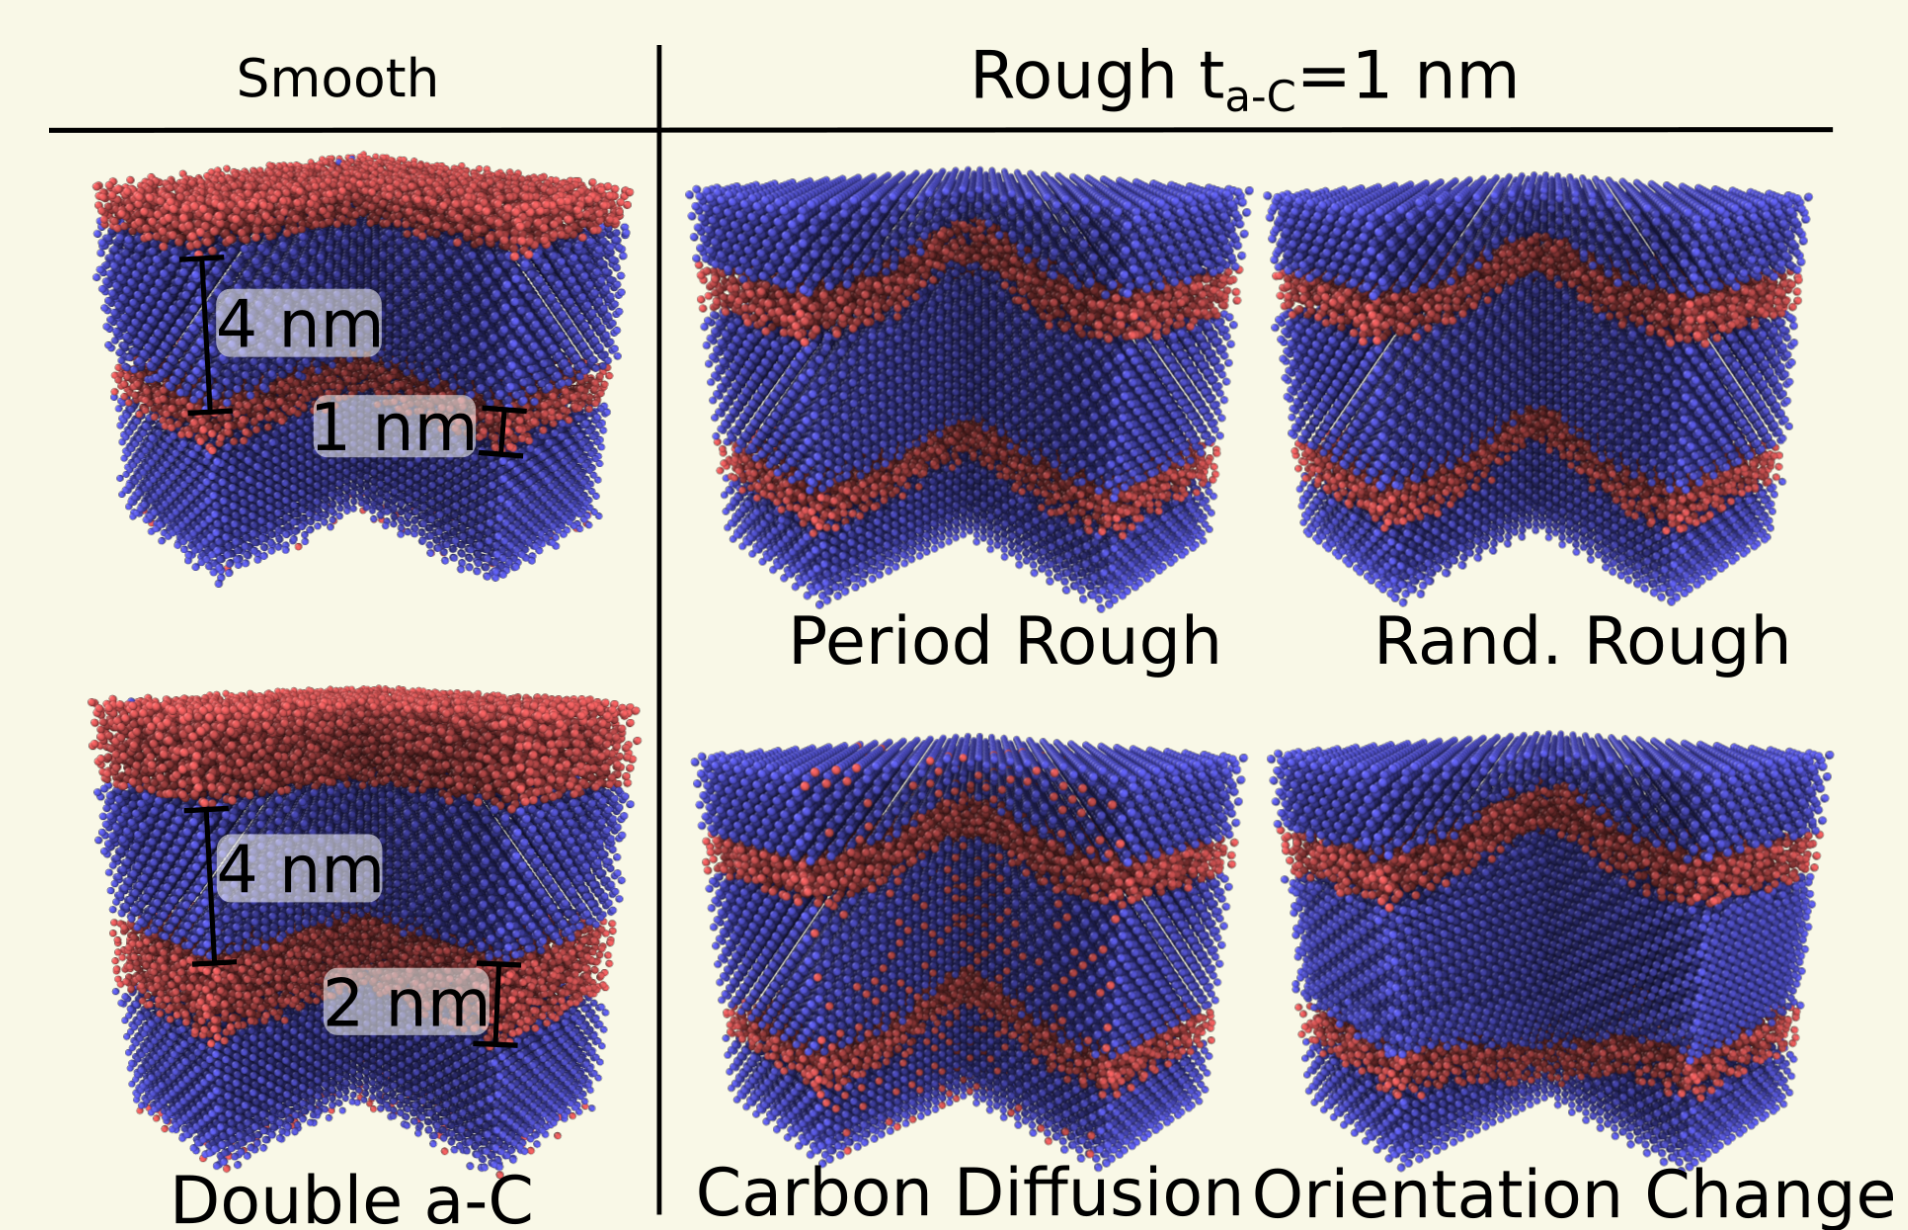 Smooth
Rough ta-C=1 nm
4 nm
1 nm
Period Rough
Rand. Rough
4 nm
2 nm
Double a-C
Carbon Diffusion
Orientation Change